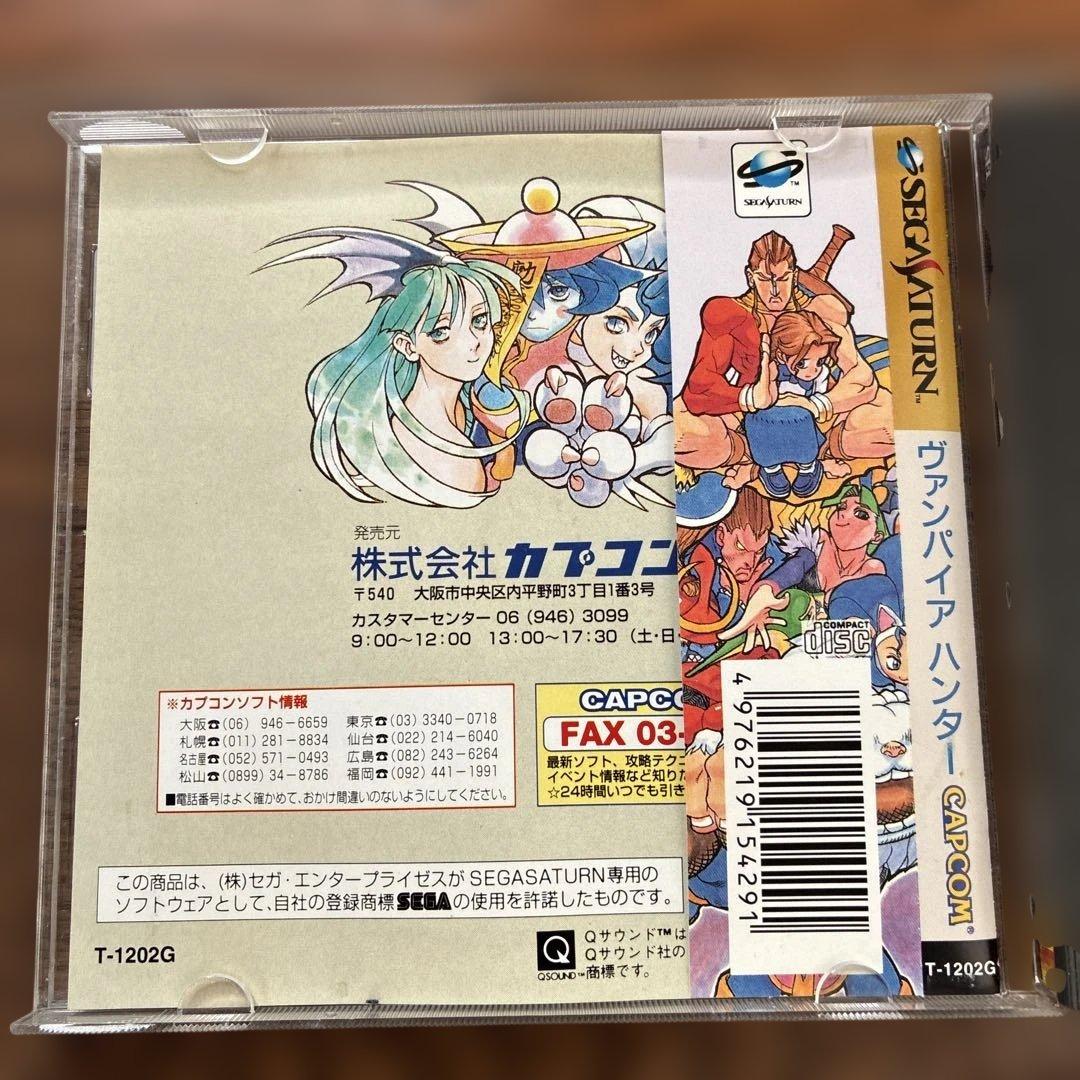 勅
発売元
株式会社 カプコン
〒540 大阪市中央区内平野町3丁目1番3号
カスタマーセンター 06 (946) 3099
9:00〜12:00 13:00〜17:30 (土・日
※カプコンソフト情報
大阪☎(06) 946-6659 東京☎(03) 3340-0718
札幌☎(011) 281-8834 仙台☎(022) 214-6040
名古屋☎(052) 571-0493 広島☎(082) 243-6264
松山☎(0899) 34-8786 福岡☎(092) 441-1991
■電話番号はよく確かめて、おかけ間違いのないようにしてください。
CAPCO
FAX 03-
最新ソフト、攻略テクニ
イベント情報など知りた
☆24時間いつでも引き
この商品は、(株)セガ・エンタープライゼスがSEGASATURN専用の
ソフトウェアとして、自社の登録商標SEGAの使用を許諾したものです。
T-1202G
Q
QSOUND™
Qサウンド™は
Qサウンド社の
商標です。
™
SEGASATURN
COMPACT
disc
4976219154291
SEGASATURN™
ヴァンパイア ハンター
CAPCOM®
T-1202G